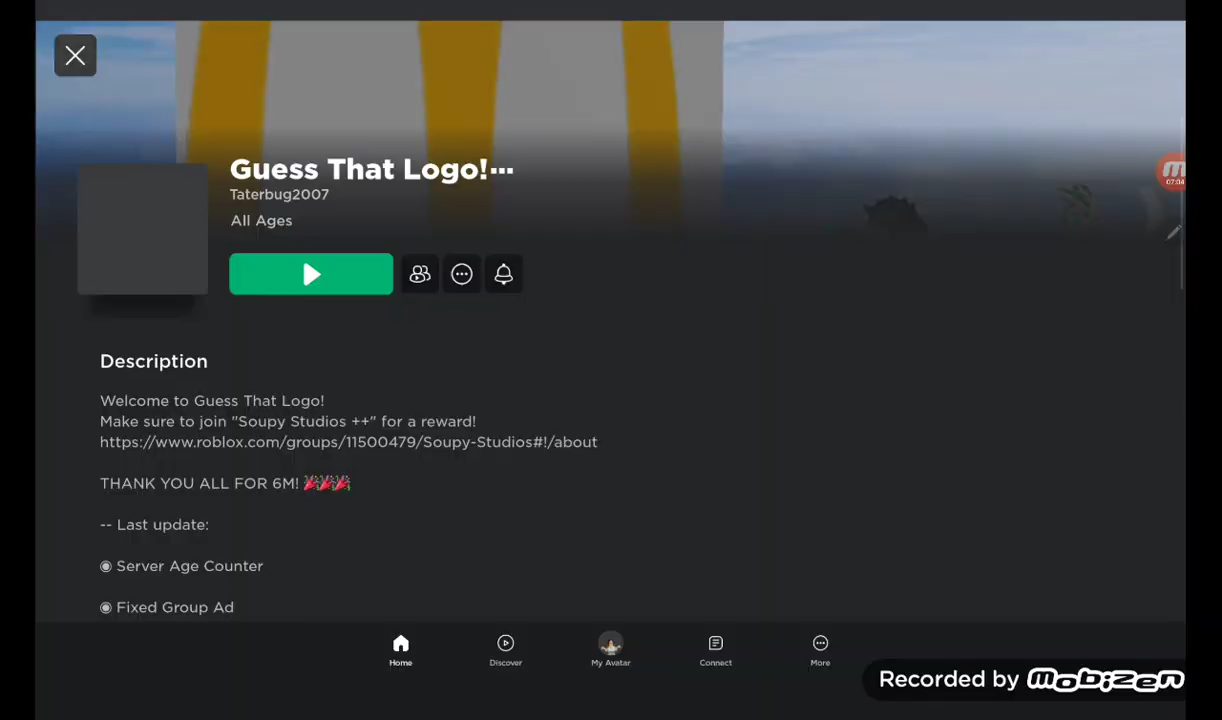 Guess That Logo!...
Taterbug2007
All Ages
07:04
Description
Welcome to Guess That Logo!
Make sure to join "Soupy Studios ++" for a reward!
https://www.roblox.com/groups/11500479/Soupy-Studios#!/about
THANK YOU ALL FOR 6M! 🎉🎉🎉
-- Last update:
◉ Server Age Counter
◉ Fixed Group Ad
Home
Discover
My Avatar
Connect
More
Recorded by mobizen